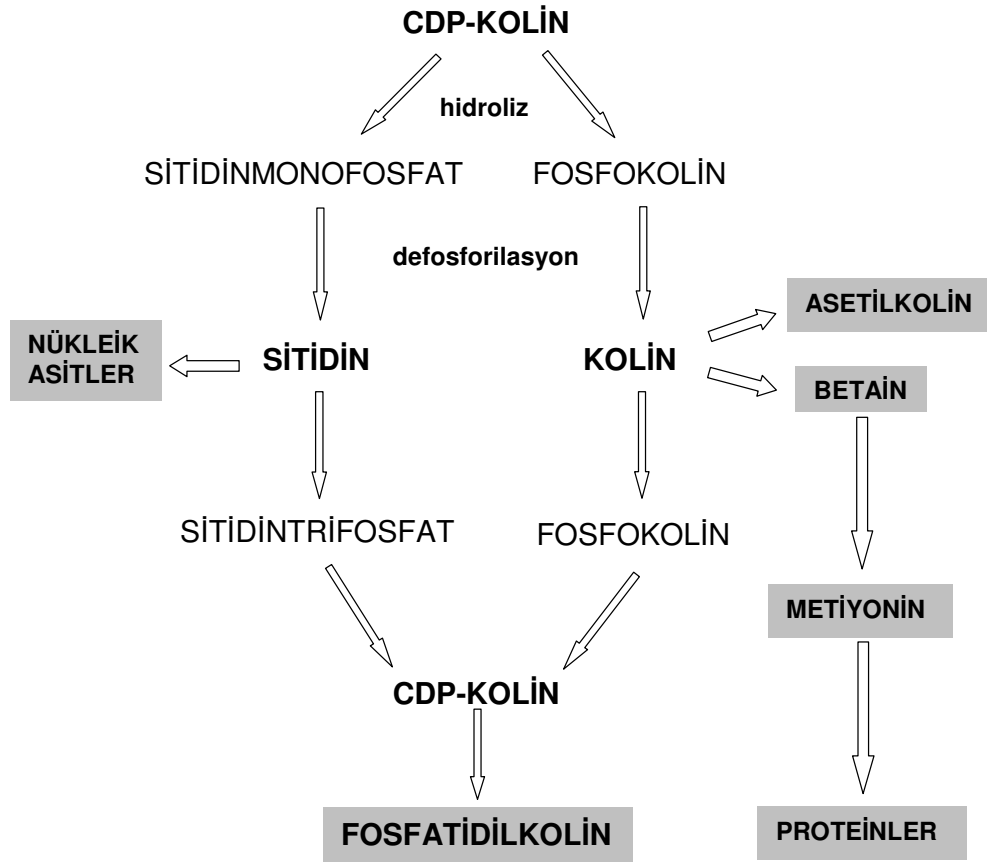 CDP-KOLİN
hidroliz
SİTİDİNMONOFOSFAT
FOSFOKOLİN
defosforilasyon
ASETİLKOLİN
NÜKLEİK
ASİTLER
SİTİDİN
KOLİN
BETAİN
SİTİDİNTRİFOSFAT
FOSFOKOLİN
METİYONİN
CDP-KOLİN
FOSFATİDİLKOLİN
PROTEİNLER